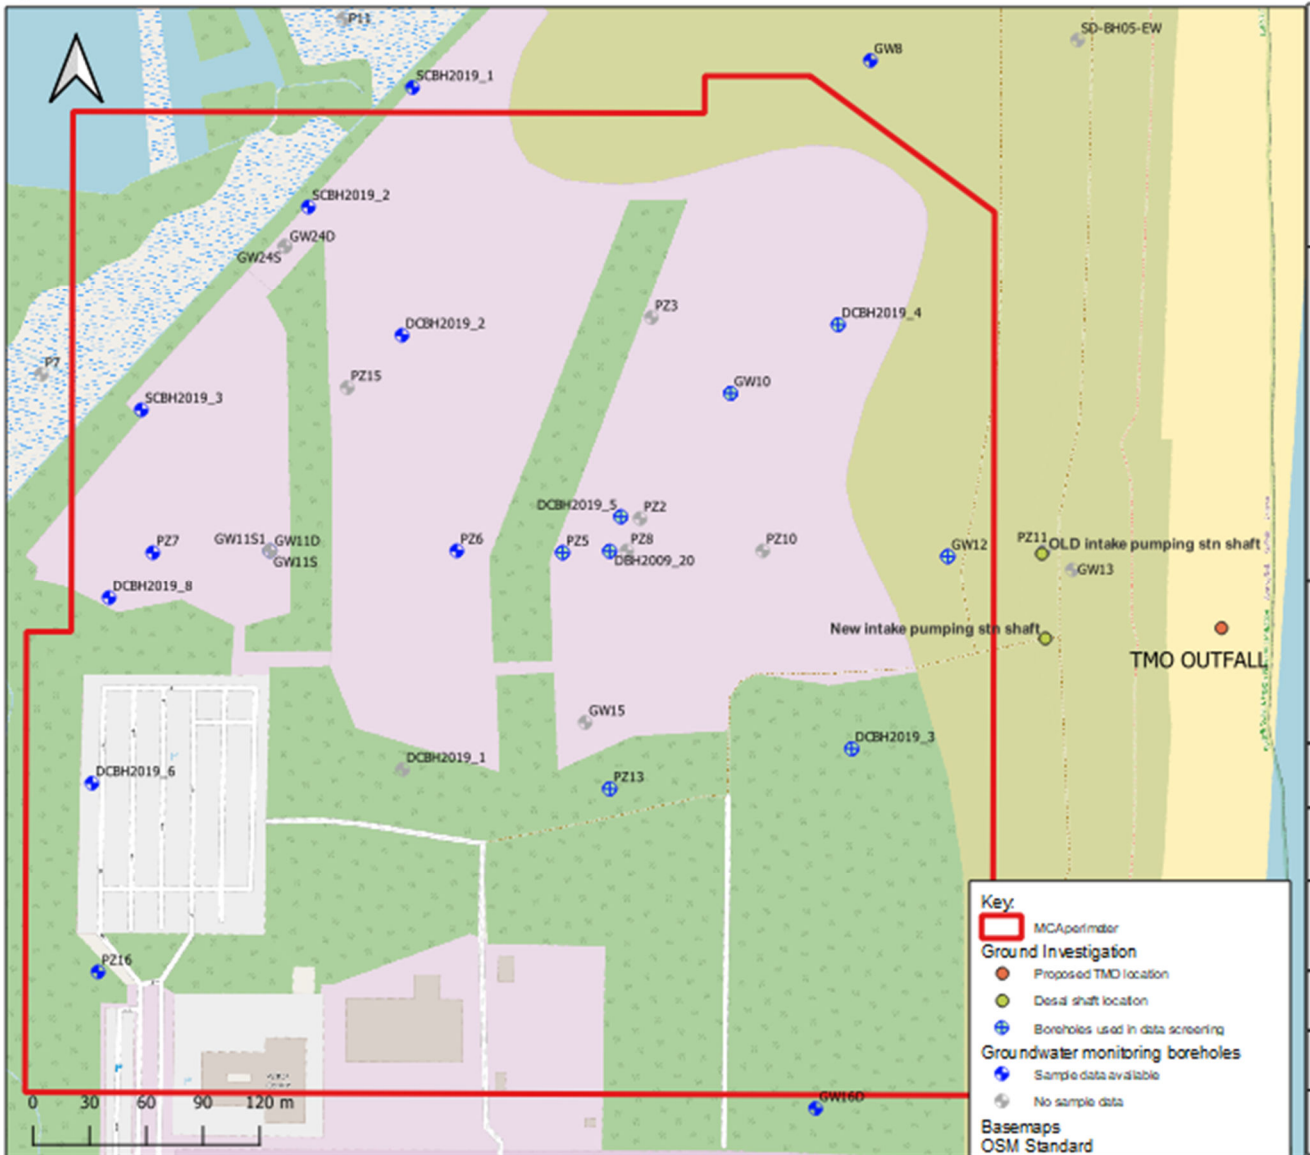 P11
SD-BH05-EW
GW8
SCBH2019_1
SCBH2019_2
GW24D
GW24S
PZ3
DCBH2019_4
DCBH2019_2
P7
PZ15
GW10
SCBH2019_3
DCBH2019_5
PZ2
PZ7
GW11S1
GW11D
GW11S
PZ6
PZ5
PZ8
DBH2009_20
PZ10
GW12
PZ11
OLD intake pumping stn shaft
GW13
DCBH2019_8
New intake pumping stn shaft
TMO OUTFALL
GW15
DCBH2019_3
DCBH2019_1
DCBH2019_6
PZ13
PZ16
GW16D
0 30 60 90 120 m
Key:
MCA perimeter
Ground Investigation
Proposed TMO location
Desal shaft location
Boreholes used in data screening
Groundwater monitoring boreholes
Sample data available
No sample data
Basemaps
OSM Standard